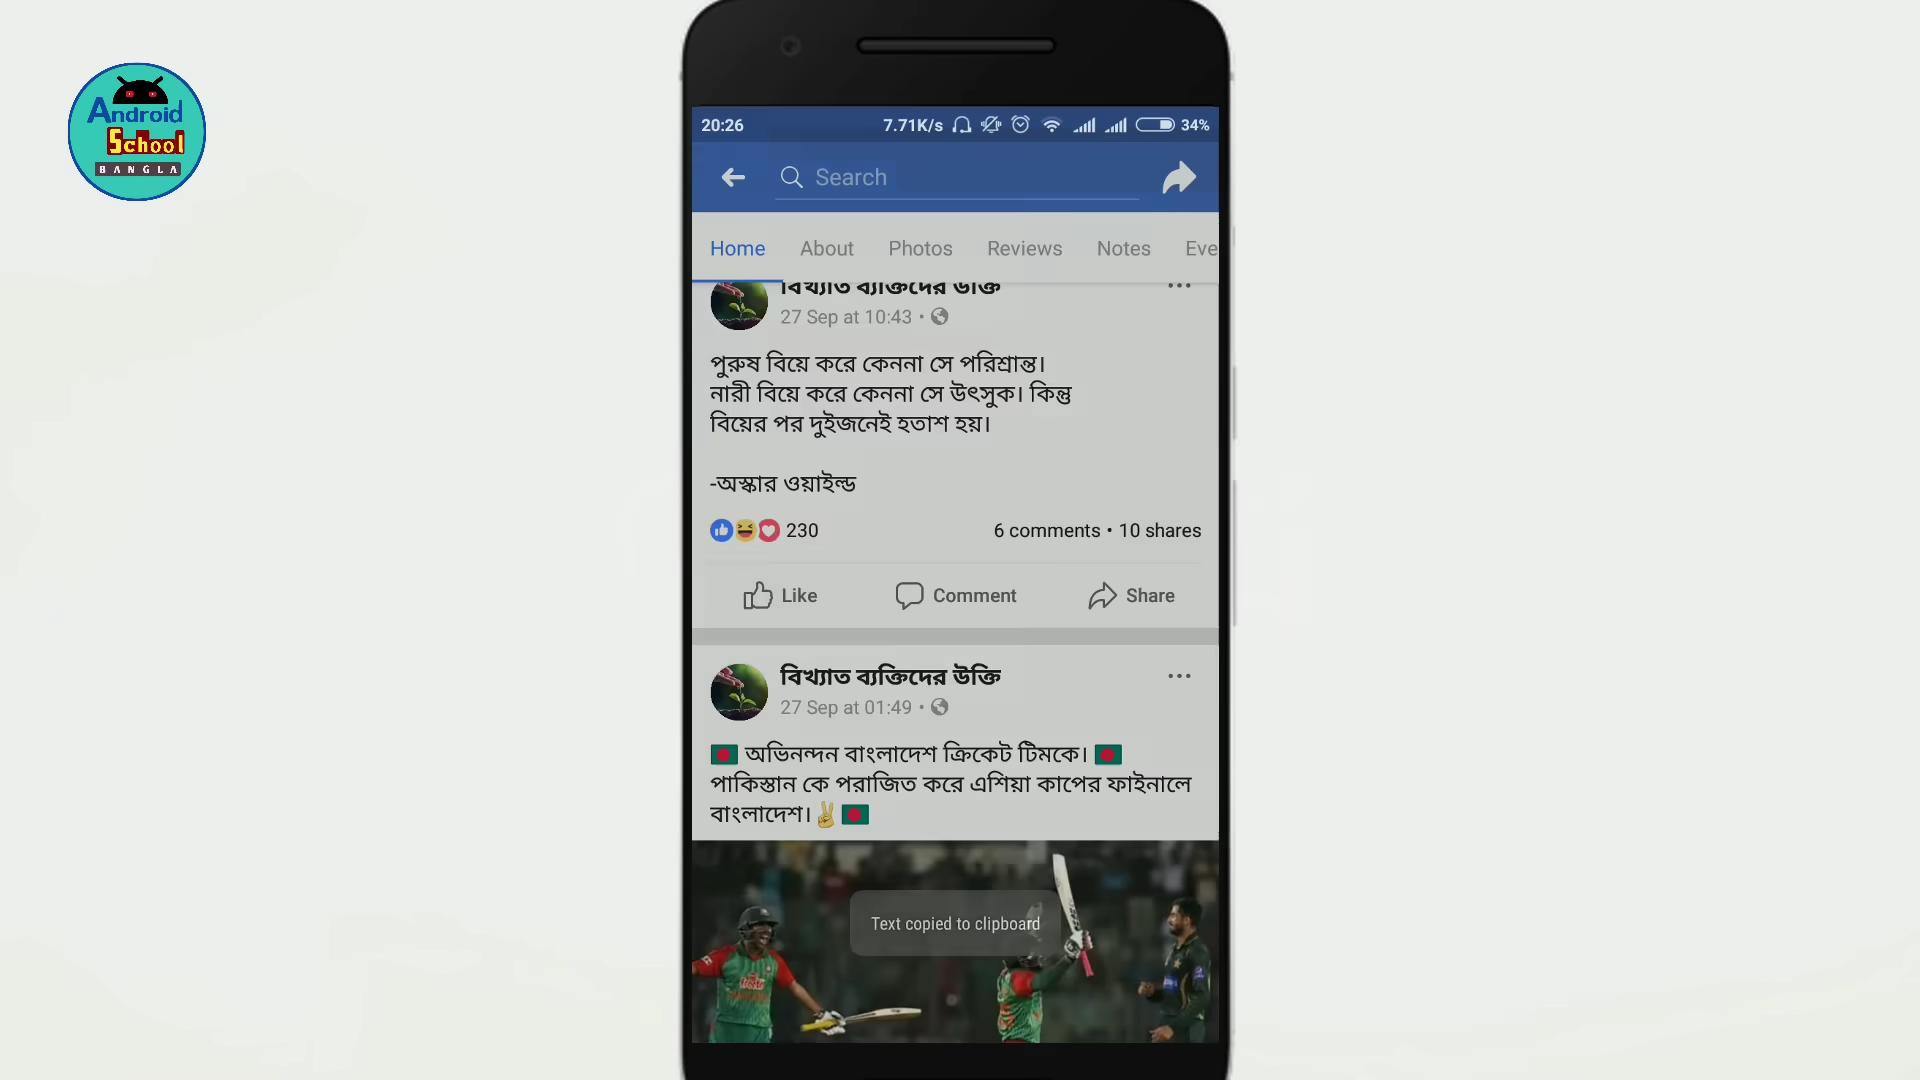 Android
School
BANGLA
20:26 7.71K/s 34%
Search
Home About Photos Reviews Notes Eve
বিখ্যাত ব্যক্তিদের উক্তি
27 Sep at 10:43
পুরুষ বিয়ে করে কেননা সে পরিশ্রান্ত।
নারী বিয়ে করে কেননা সে উৎসুক। কিন্তু
বিয়ের পর দুইজনেই হতাশ হয়।
-অস্কার ওয়াইল্ড
230 6 comments • 10 shares
Like Comment Share
বিখ্যাত ব্যক্তিদের উক্তি
27 Sep at 01:49
🇧🇩 অভিনন্দন বাংলাদেশ ক্রিকেট টিমকে। 🇧🇩
পাকিস্তান কে পরাজিত করে এশিয়া কাপের ফাইনালে
বাংলাদেশ।✌🇧🇩
Text copied to clipboard